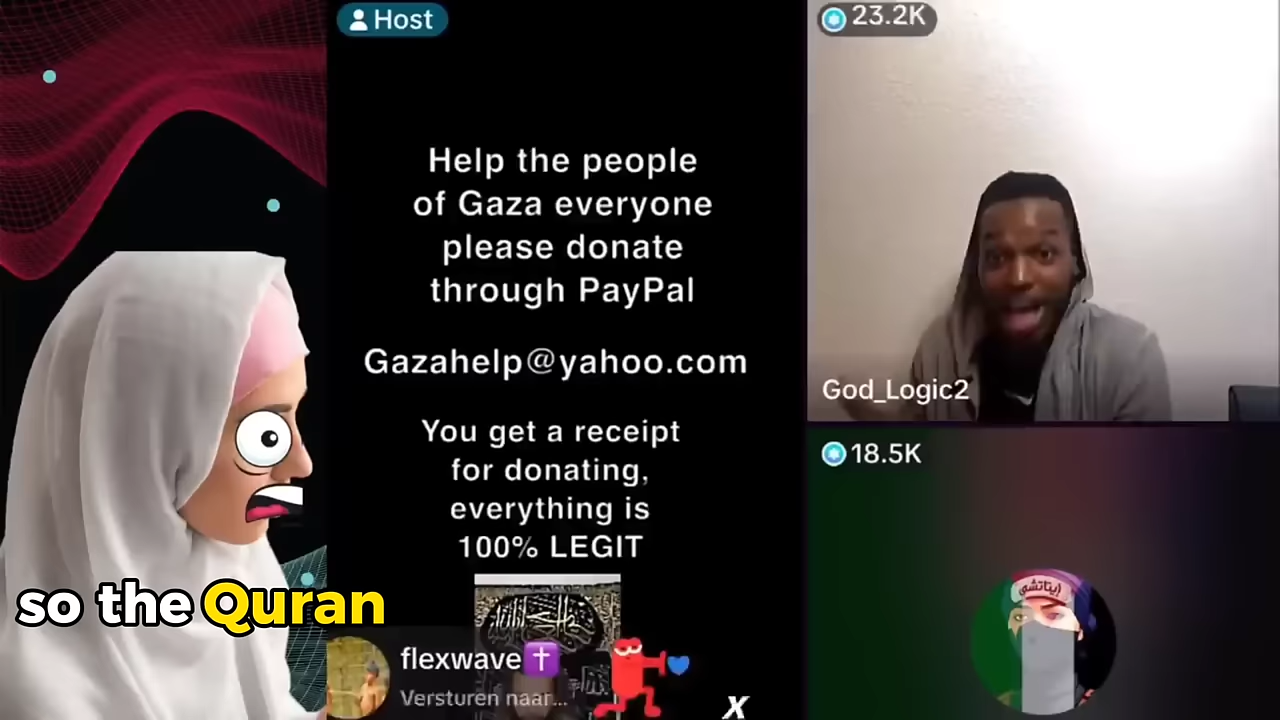 Host
Help the people
of Gaza everyone
please donate
through PayPal
Gazahelp@yahoo.com
You get a receipt
for donating,
everything is
100% LEGIT
so the Quran
flexwave
Versturen naar...
X
23.2K
God_Logic2
18.5K